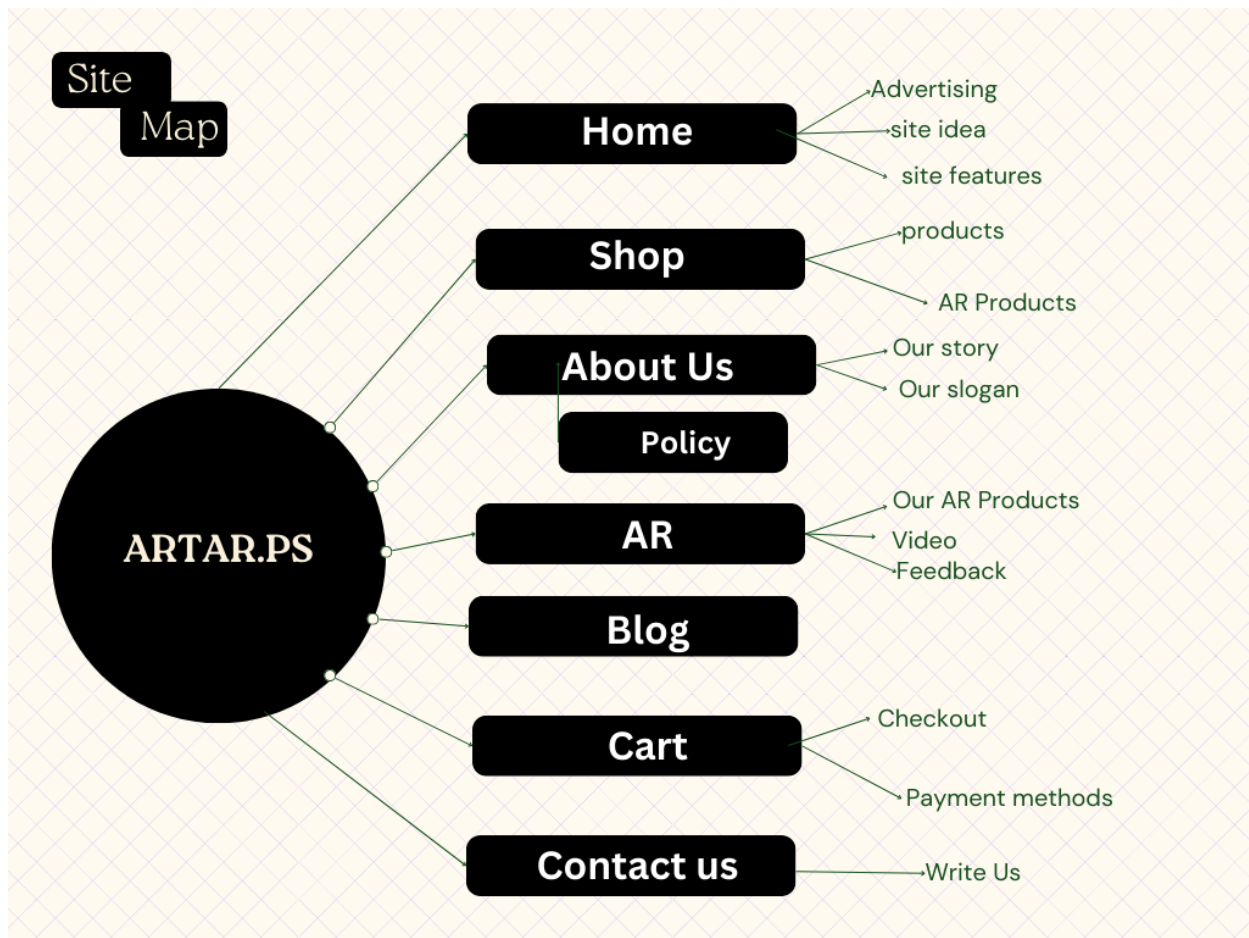 Site
Map
Home
Advertising
site idea
site features
Shop
products
AR Products
About Us
Our story
Our slogan
Policy
ARTAR.PS
AR
Our AR Products
Video
Feedback
Blog
Cart
Checkout
Payment methods
Contact us
Write Us